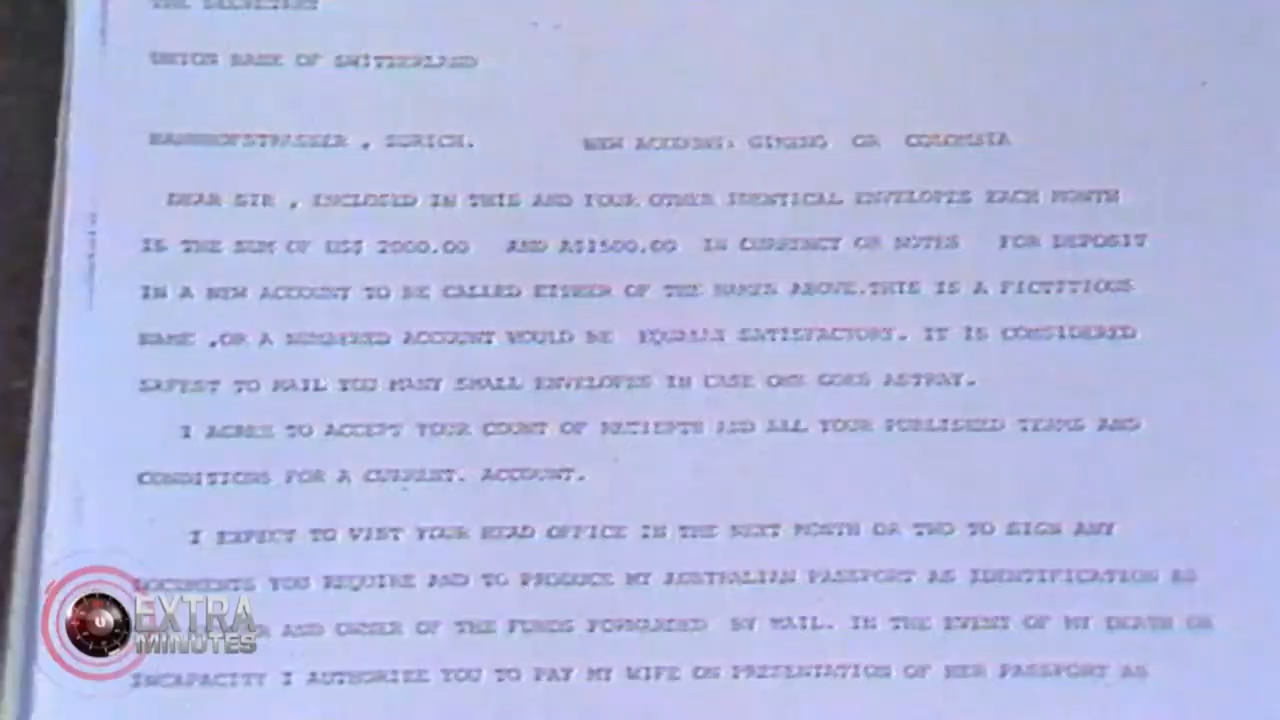 THE SECRETARY
UNION BANK OF SWITZERLAND
BAHNHOFSTRASSER , ZURICH. NEW ACCOUNT: OR COLOMBIA
DEAR SIR , ENCLOSED IN THIS AND FOUR OTHER IDENTICAL ENVELOPES EACH MONTH
IS THE SUM OF US$ 2000.00 AND A$1500.00 IN CURRENCY OR NOTES FOR DEPOSIT
IN A NEW ACCOUNT TO BE CALLED EITHER OF THE NAMES ABOVE.THIS IS A FICTITIOUS
NAME ,OR A NUMBERED ACCOUNT WOULD BE EQUALLY SATISFACTORY. IT IS CONSIDERED
SAFEST TO MAIL YOU MANY SMALL ENVELOPES IN CASE ONE GOES ASTRAY.
I AGREE TO ACCEPT YOUR COUNT OF AND ALL YOUR PUBLISHED TERMS AND
CONDITIONS FOR A CURRENT. ACCOUNT.
I EXPECT TO VIST YOUR HEAD OFFICE IN THE NEXT MONTH OR TWO TO SIGN ANY
DOCUMENTS YOU REQUIRE AND TO PRODUCE MY AUSTRALIAN PASSPORT AS IDENTIFICATION AS
AND OWNER OF THE FUNDS FORWARDED BY MAIL. IN THE EVENT OF MY DEATH OR
INCAPACITY I AUTHORIZE YOU TO PAY MY WIFE ON PRESENTATION OF HER PASSPORT AS
EXTRA
MINUTES